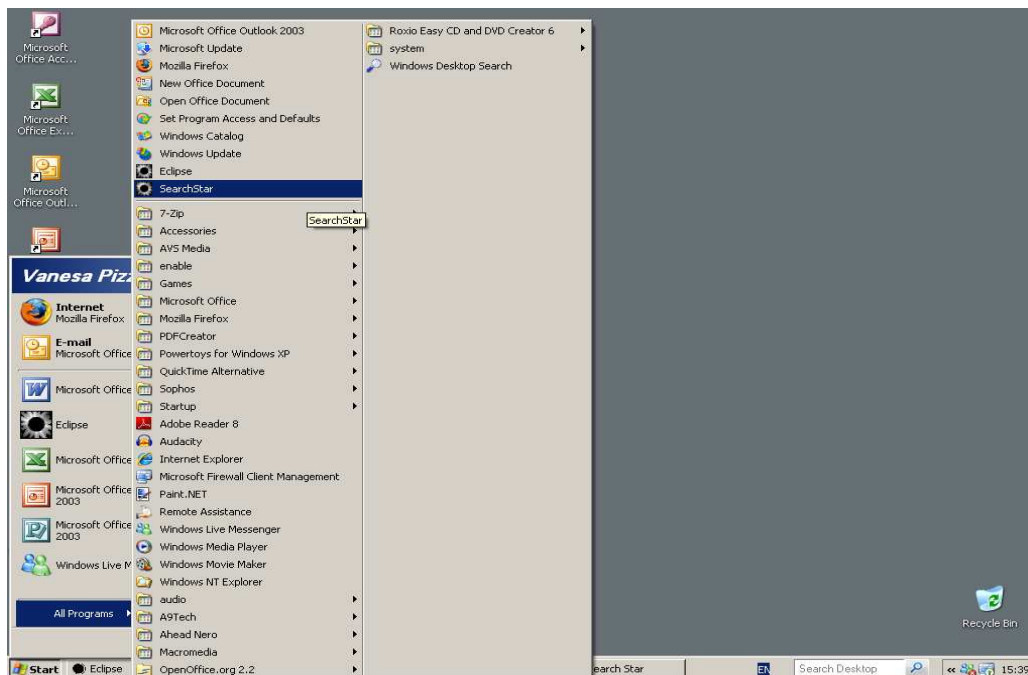 Microsoft
Office Acc...
Microsoft
Office Ex...
Microsoft
Office Outl...
Microsoft Office Outlook 2003
Microsoft Update
Mozilla Firefox
New Office Document
Open Office Document
Set Program Access and Defaults
Windows Catalog
Windows Update
Eclipse
SearchStar
SearchStar
7-Zip
Accessories
AVS Media
enable
Games
Microsoft Office
Mozilla Firefox
PDFCreator
Powertoys for Windows XP
QuickTime Alternative
Sophos
Startup
Adobe Reader 8
Audacity
Internet Explorer
Microsoft Firewall Client Management
Paint.NET
Remote Assistance
Windows Live Messenger
Windows Media Player
Windows Movie Maker
Windows NT Explorer
audio
A9Tech
Ahead Nero
Macromedia
OpenOffice.org 2.2
Roxio Easy CD and DVD Creator 6
system
Windows Desktop Search
Vanesa Piz
Internet
Mozilla Firefox
E-mail
Microsoft Office
Microsoft Office
Eclipse
Microsoft Office
Microsoft Office
2003
Microsoft Office
2003
Windows Live M
All Programs
Recycle Bin
Start
Eclipse
earch Star
EN
Search Desktop
15:39